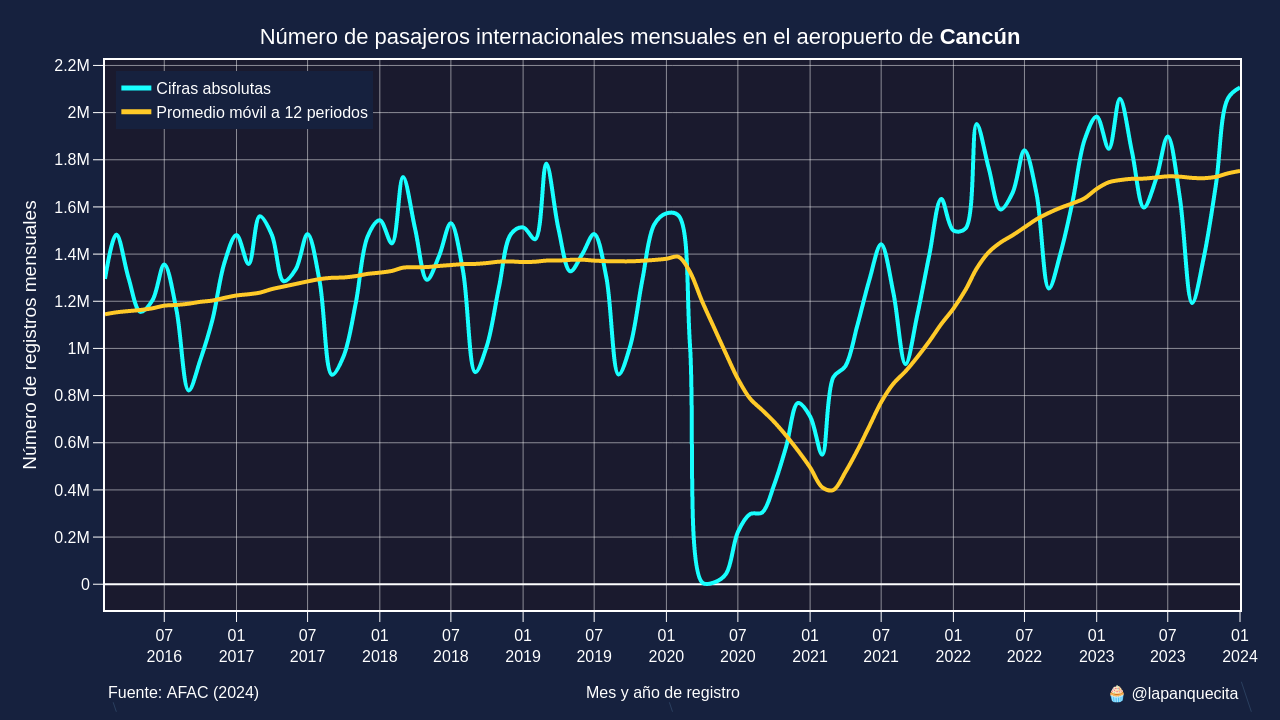 Número de pasajeros internacionales mensuales en el aeropuerto de Cancún
Cifras absolutas
Promedio móvil a 12 periodos
Número de registros mensuales
2.2M
2M
1.8M
1.6M
1.4M
1.2M
1M
0.8M
0.6M
0.4M
0.2M
0
07 01 07 01 07 01 07 01 07 01 07 01 07 01 07 01
2016 2017 2017 2018 2018 2019 2019 2020 2020 2021 2021 2022 2022 2023 2023 2024
Fuente: AFAC (2024)
Mes y año de registro
🧁 @lapanquecita